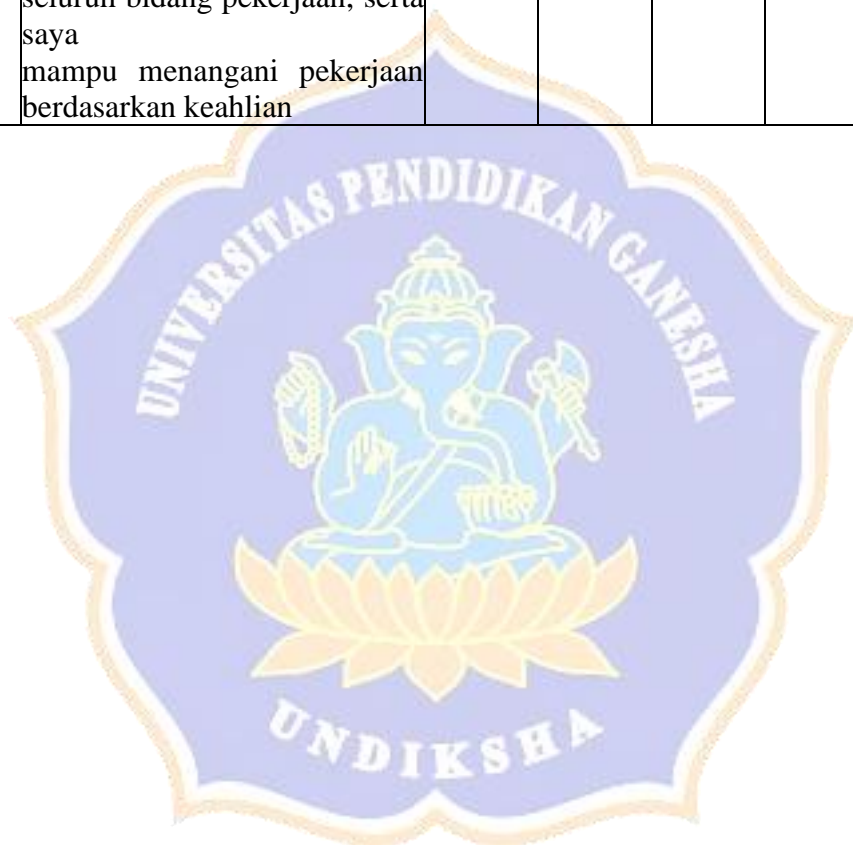 seluruh bidang pekerjaan, serta
saya
mampu menangani pekerjaan
berdasarkan keahlian
UNIVERSITAS PENDIDIKAN GANESHA
UNDIKSHA